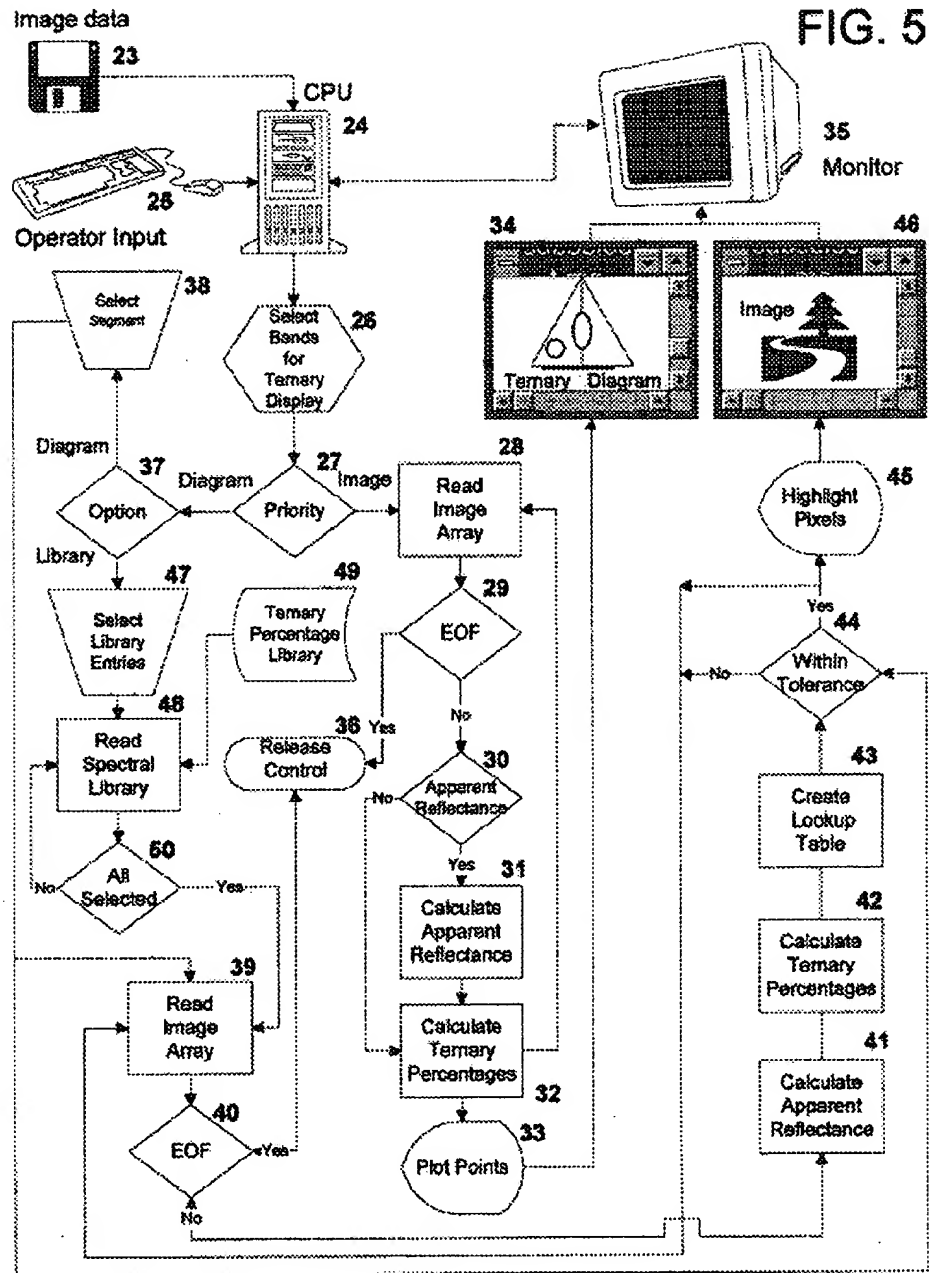 Image data
FIG. 5
23
CPU
24
35
Monitor
25
Operator Input
34
46
38
Select
Segment
26
Select
Bands
for
Ternary
Display
Image
Ternary Diagram
Diagram
37
Option
Diagram
27
Priority
Image
28
Read
Image
Array
45
Highlight
Pixels
Library
47
Select
Library
Entries
49
Ternary
Percentage
Library
29
EOF
Yes
44
Within
Tolerance
No
48
Read
Spectral
Library
Yes
36
Release
Control
No
30
Apparent
Reflectance
No
43
Create
Lookup
Table
50
All
Selected
No
Yes
Yes
31
Calculate
Apparent
Reflectance
42
Calculate
Ternary
Percentages
39
Read
Image
Array
Calculate
Ternary
Percentages
32
41
Calculate
Apparent
Reflectance
40
EOF
Yes
33
Plot Points
No